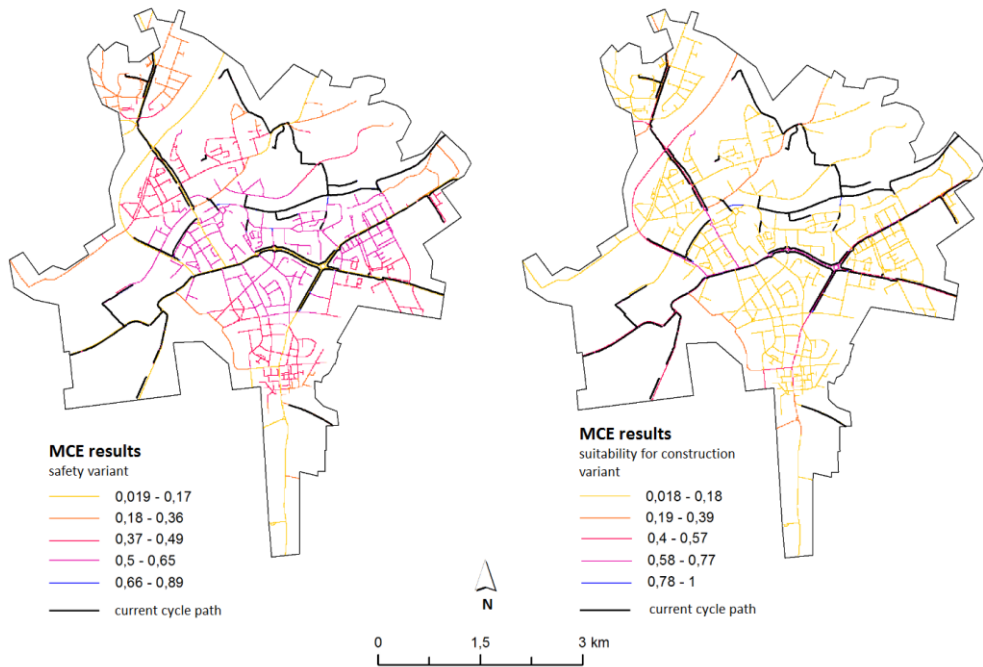 MCE results
safety variant
0,019 - 0,17
0,18 - 0,36
0,37 - 0,49
0,5 - 0,65
0,66 - 0,89
current cycle path
MCE results
suitability for construction
variant
0,018 - 0,18
0,19 - 0,39
0,4 - 0,57
0,58 - 0,77
0,78 - 1
current cycle path
N
0 1,5 3 km